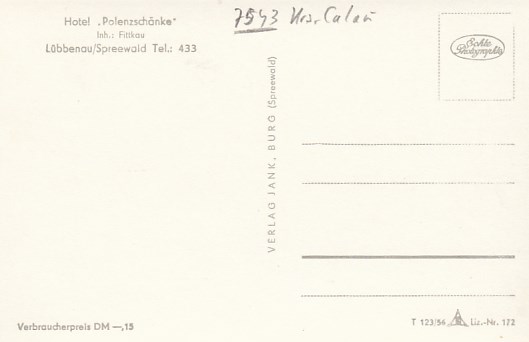 Hotel „Polenzschänke"
Inh.: Fittkau
Lübbenau/Spreewald Tel.: 433
7543 Krs. Calau
Echte
Photographie
VERLAG JANK, BURG (Spreewald)
Verbraucherpreis DM —,15
T 123/56 Liz.-Nr. 172